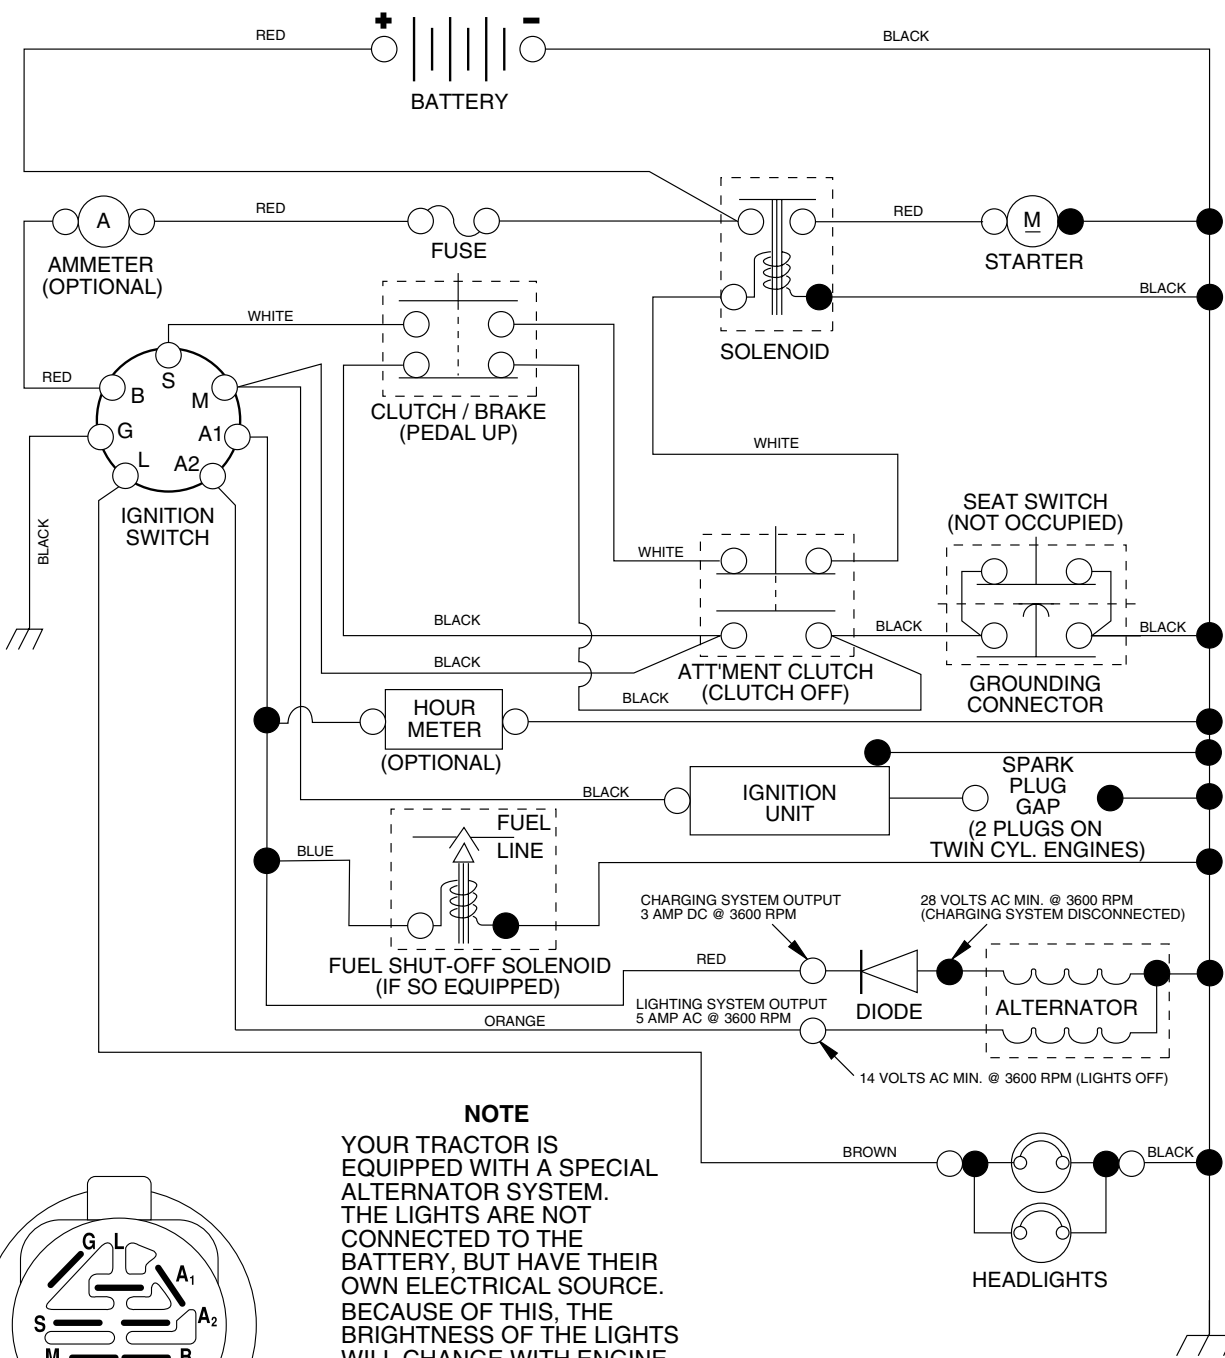 + −
RED
BLACK
BATTERY
A
RED
FUSE
RED
M
STARTER
AMMETER
(OPTIONAL)
BLACK
SOLENOID
WHITE
RED
S
B
M
G
A1
L
A2
CLUTCH / BRAKE
(PEDAL UP)
WHITE
IGNITION
SWITCH
BLACK
SEAT SWITCH
(NOT OCCUPIED)
WHITE
BLACK
BLACK
BLACK
BLACK
ATT'MENT CLUTCH
(CLUTCH OFF)
GROUNDING
CONNECTOR
BLACK
HOUR
METER
(OPTIONAL)
BLACK
IGNITION
UNIT
SPARK
PLUG
GAP
(2 PLUGS ON
TWIN CYL. ENGINES)
FUEL
LINE
BLUE
CHARGING SYSTEM OUTPUT
3 AMP DC @ 3600 RPM
28 VOLTS AC MIN. @ 3600 RPM
(CHARGING SYSTEM DISCONNECTED)
FUEL SHUT-OFF SOLENOID
(IF SO EQUIPPED)
RED
DIODE
ALTERNATOR
LIGHTING SYSTEM OUTPUT
5 AMP AC @ 3600 RPM
ORANGE
14 VOLTS AC MIN. @ 3600 RPM (LIGHTS OFF)
NOTE
YOUR TRACTOR IS
EQUIPPED WITH A SPECIAL
ALTERNATOR SYSTEM.
THE LIGHTS ARE NOT
CONNECTED TO THE
BATTERY, BUT HAVE THEIR
OWN ELECTRICAL SOURCE.
BECAUSE OF THIS, THE
BRIGHTNESS OF THE LIGHTS
WILL CHANGE WITH ENGINE
BROWN
BLACK
HEADLIGHTS
G L
A1
A2
S
M
B